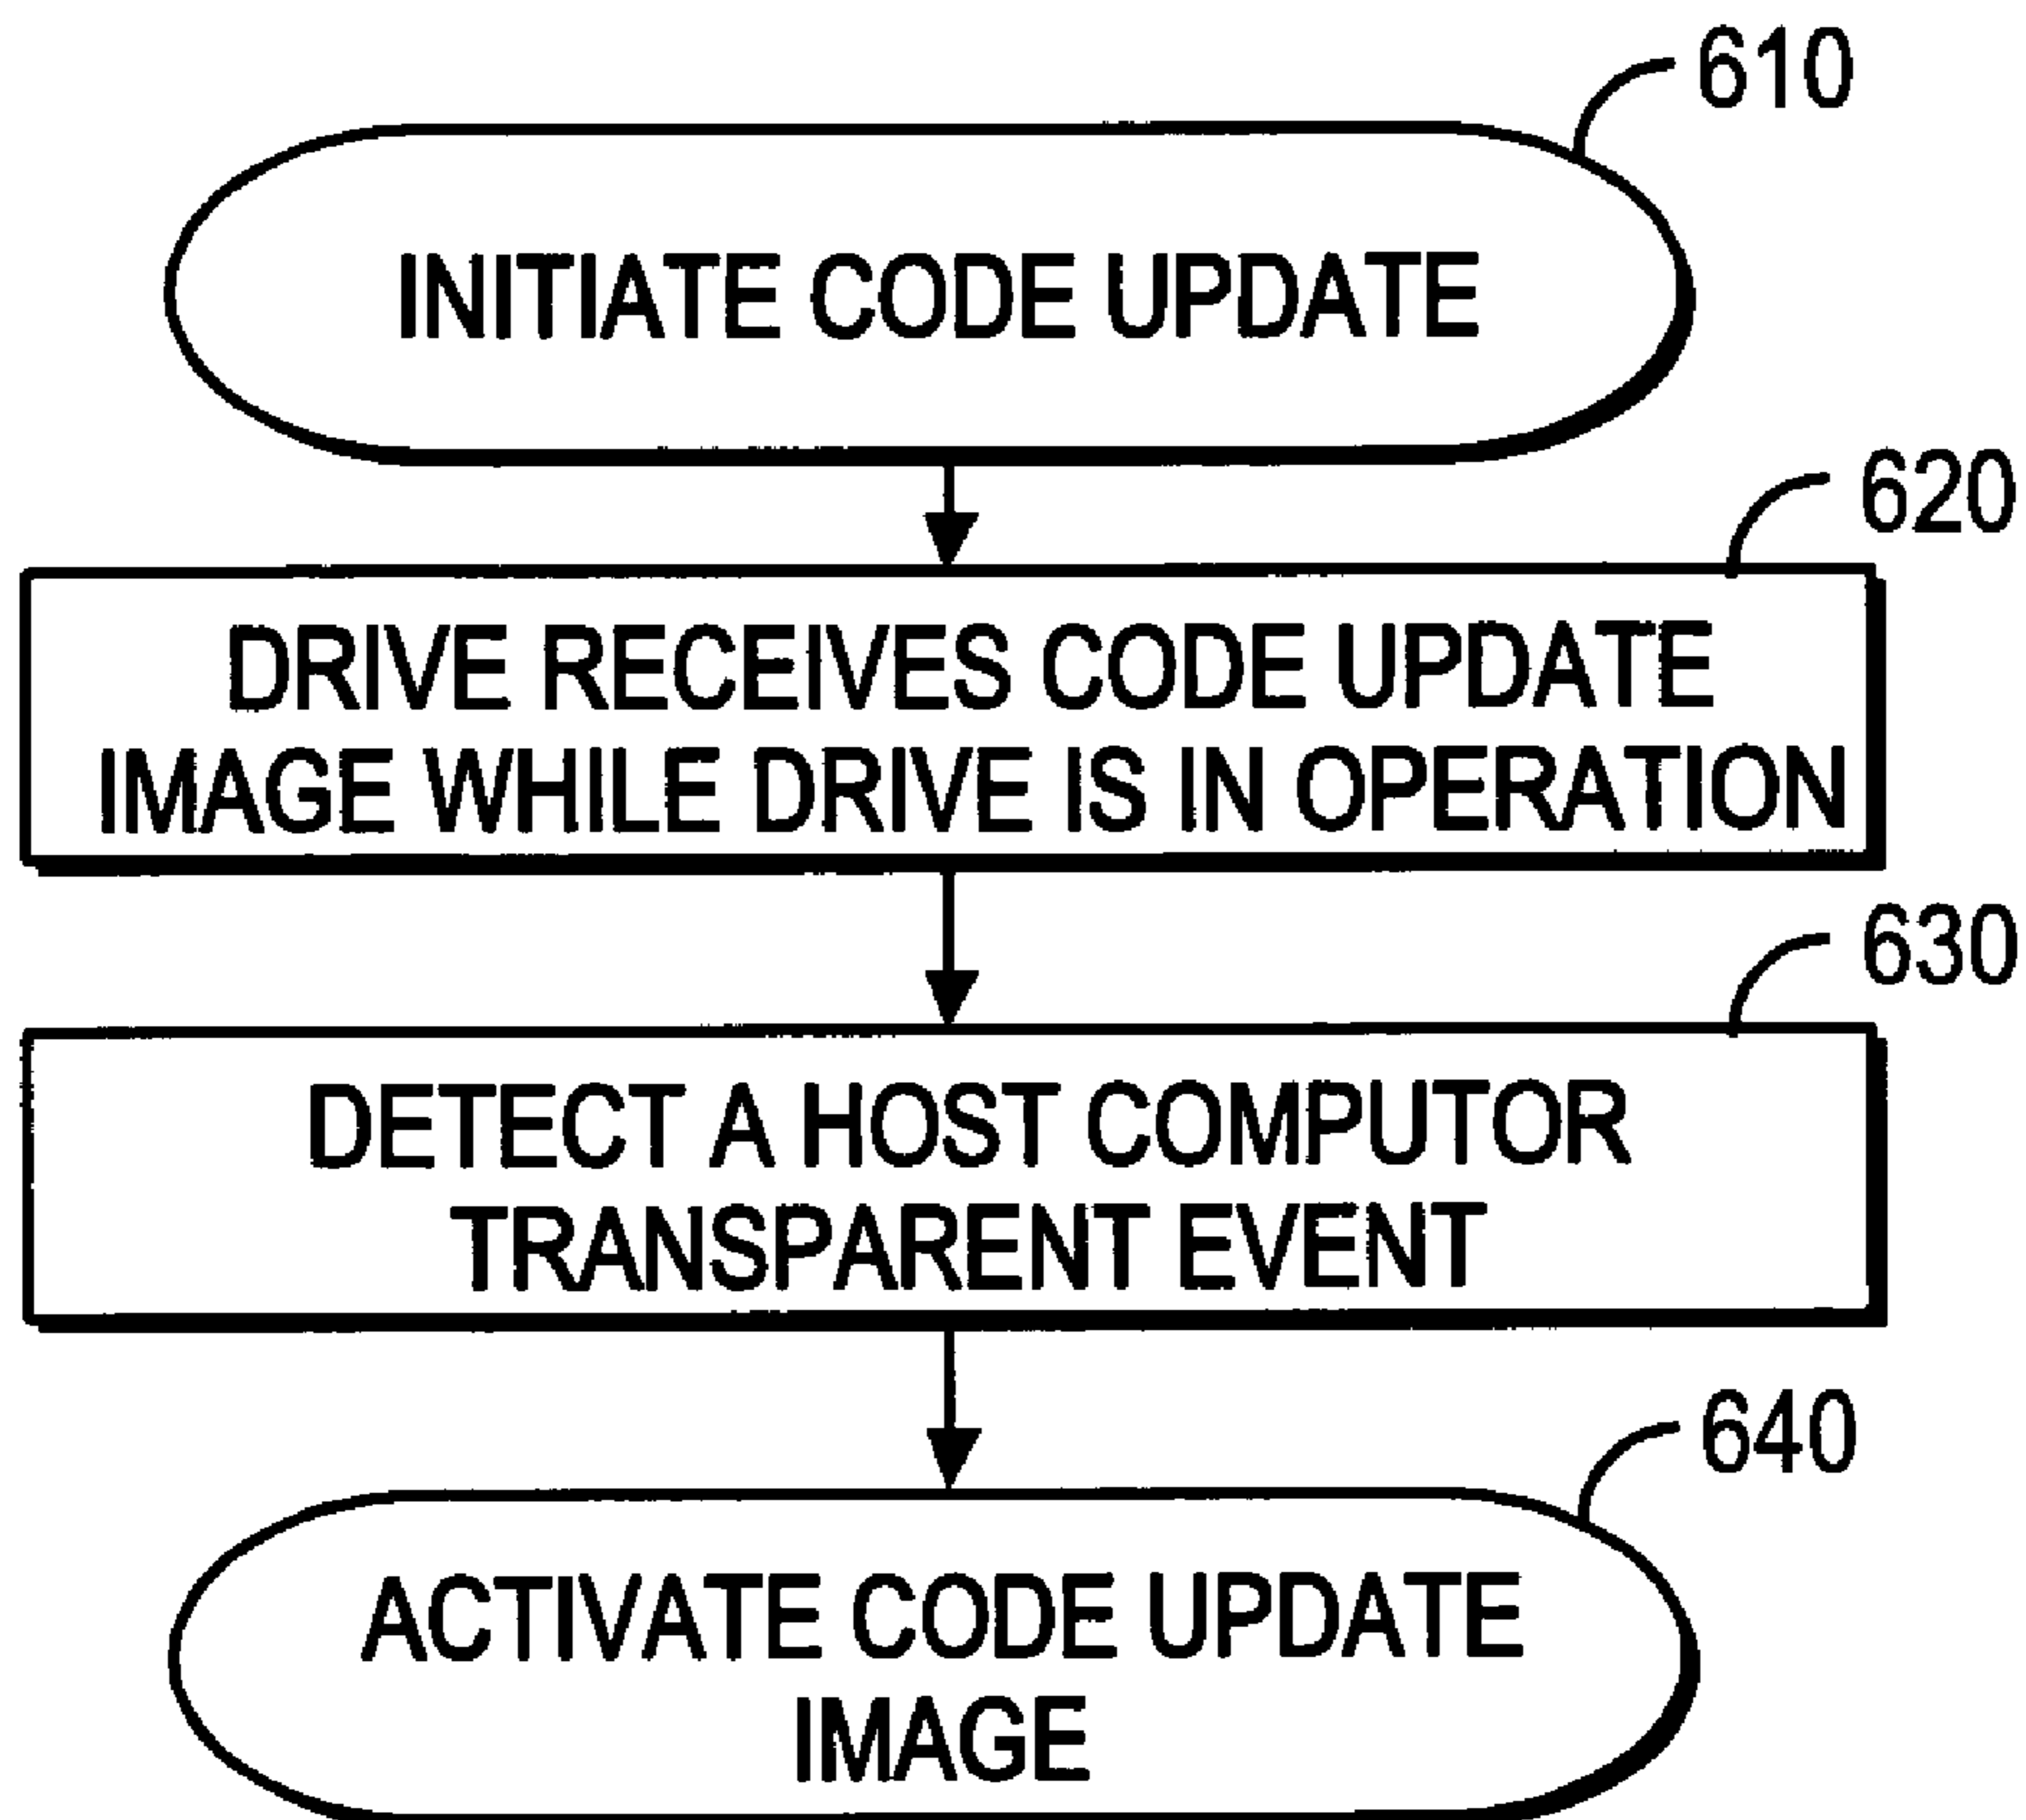 610
INITIATE CODE UPDATE
620
DRIVE RECEIVES CODE UPDATE
IMAGE WHILE DRIVE IS IN OPERATION
630
DETECT A HOST COMPUTOR
TRANSPARENT EVENT
640
ACTIVATE CODE UPDATE
IMAGE